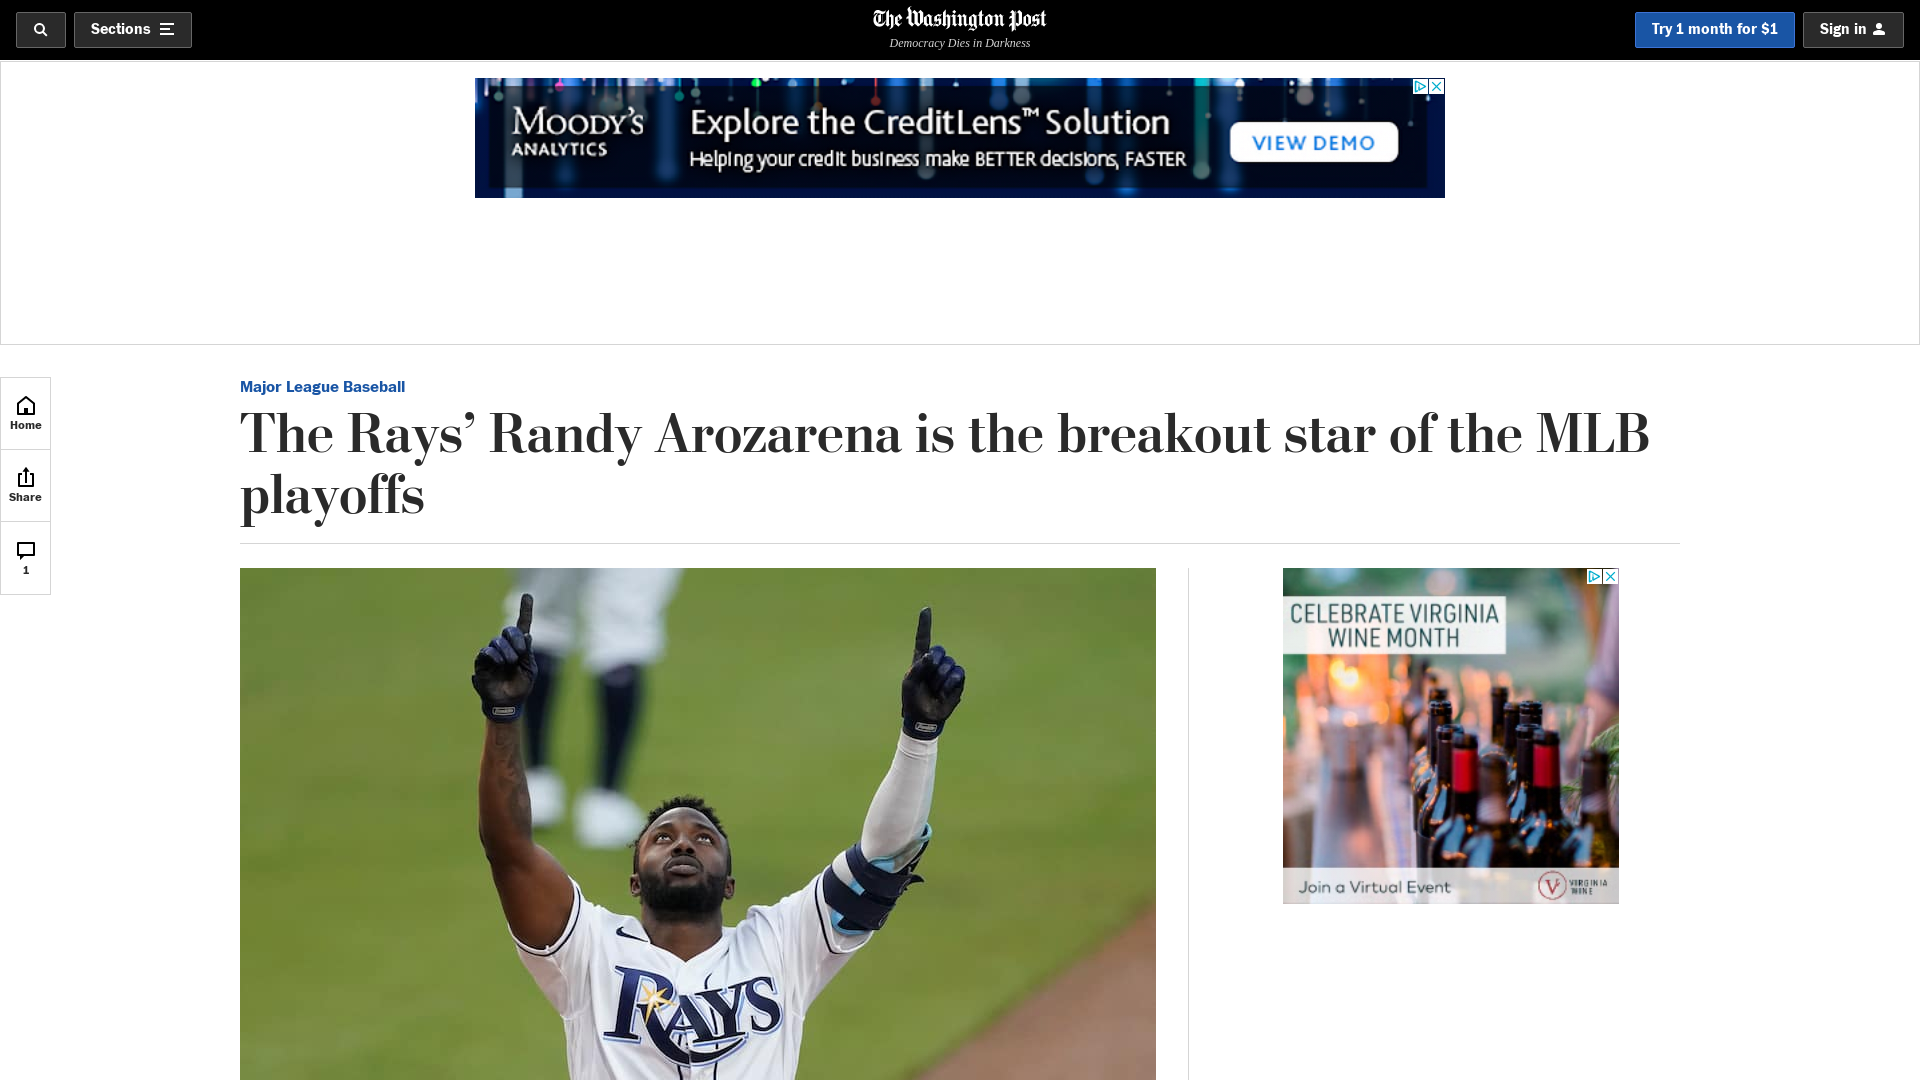 Sections
The Washington Post
Democracy Dies in Darkness
Try 1 month for $1
Sign in
MOODY'S
ANALYTICS
Explore the CreditLens™ Solution
Helping your credit business make BETTER decisions, FASTER
VIEW DEMO
Home
Share
1
Major League Baseball
The Rays’ Randy Arozarena is the breakout star of the MLB
playoffs
CELEBRATE VIRGINIA
WINE MONTH
Join a Virtual Event
V
VIRGINIA
WINE
RAYS